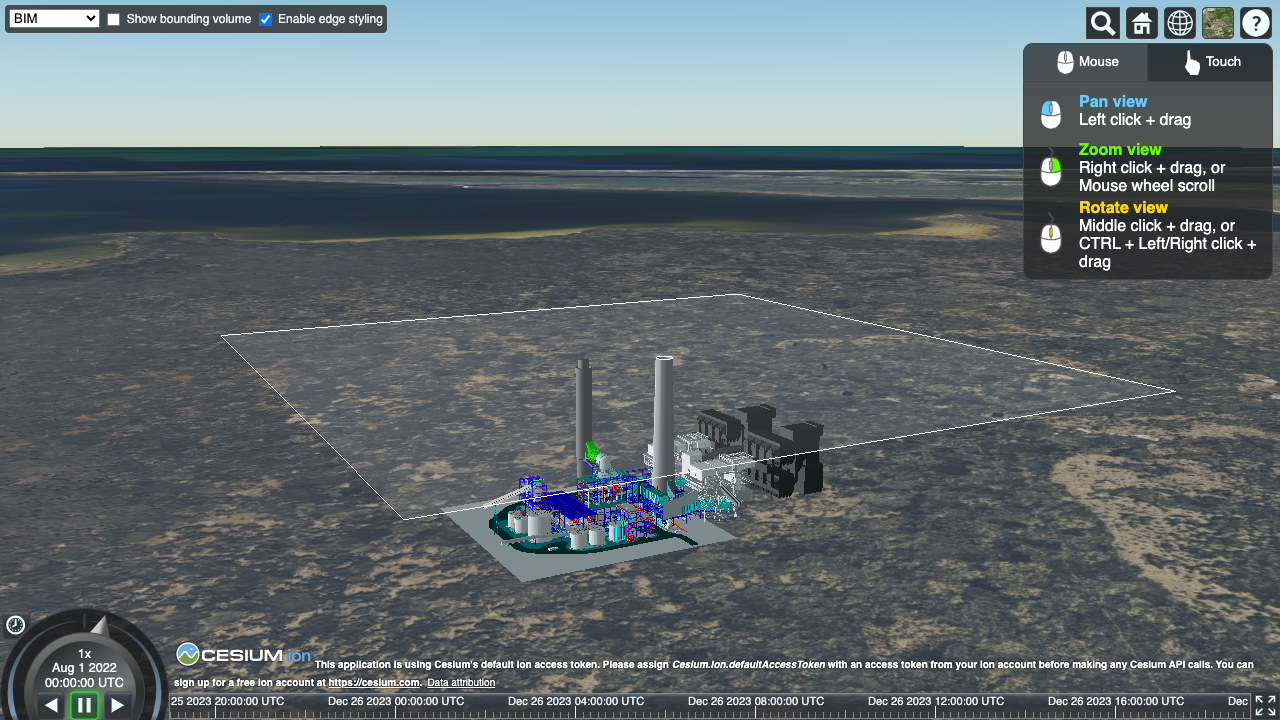 BIM
Show bounding volume
Enable edge styling
Mouse
Touch
Pan view
Left click + drag
Zoom view
Right click + drag, or
Mouse wheel scroll
Rotate view
Middle click + drag, or
CTRL + Left/Right click +
drag
1x
Aug 1 2022
00:00:00 UTC
CESIUM ion
This application is using Cesium's default ion access token. Please assign Cesium.Ion.defaultAccessToken with an access token from your ion account before making any Cesium API calls. You can
sign up for a free ion account at https://cesium.com. Data attribution
25 2023 20:00:00 UTC
Dec 26 2023 00:00:00 UTC
Dec 26 2023 04:00:00 UTC
Dec 26 2023 08:00:00 UTC
Dec 26 2023 12:00:00 UTC
Dec 26 2023 16:00:00 UTC
Dec